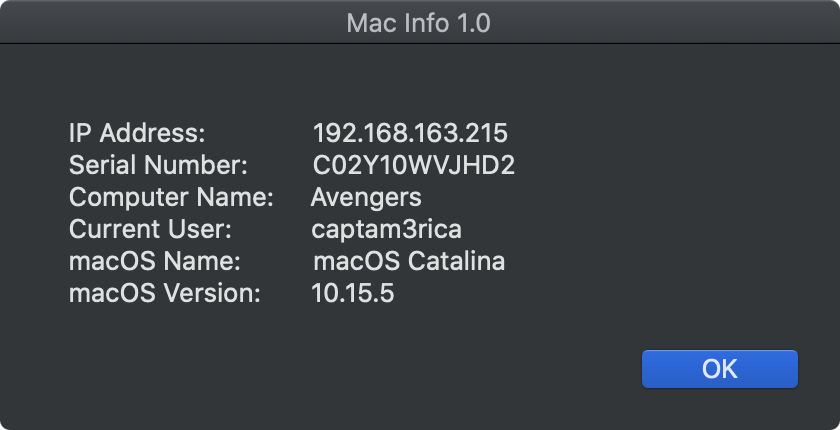 Mac Info 1.0
IP Address: 192.168.163.215
Serial Number: C02Y10WVJHD2
Computer Name: Avengers
Current User: captam3rica
macOS Name: macOS Catalina
macOS Version: 10.15.5
OK